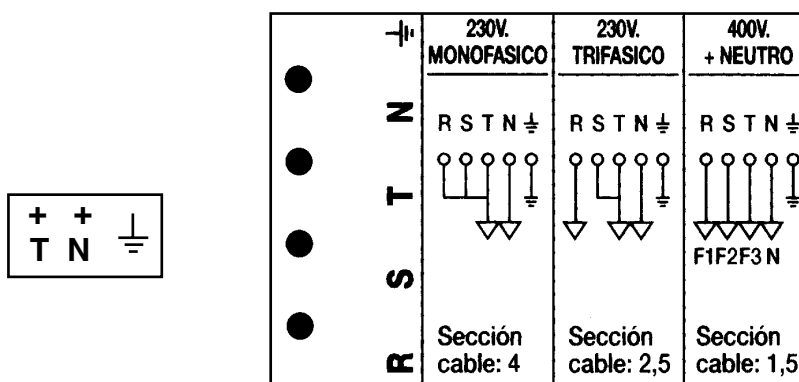 + +
T N
R S T N
230V.
MONOFASICO
R S T N
Sección
cable: 4
230V.
TRIFASICO
R S T N
Sección
cable: 2,5
400V.
+ NEUTRO
R S T N
F1F2F3 N
Sección
cable: 1,5